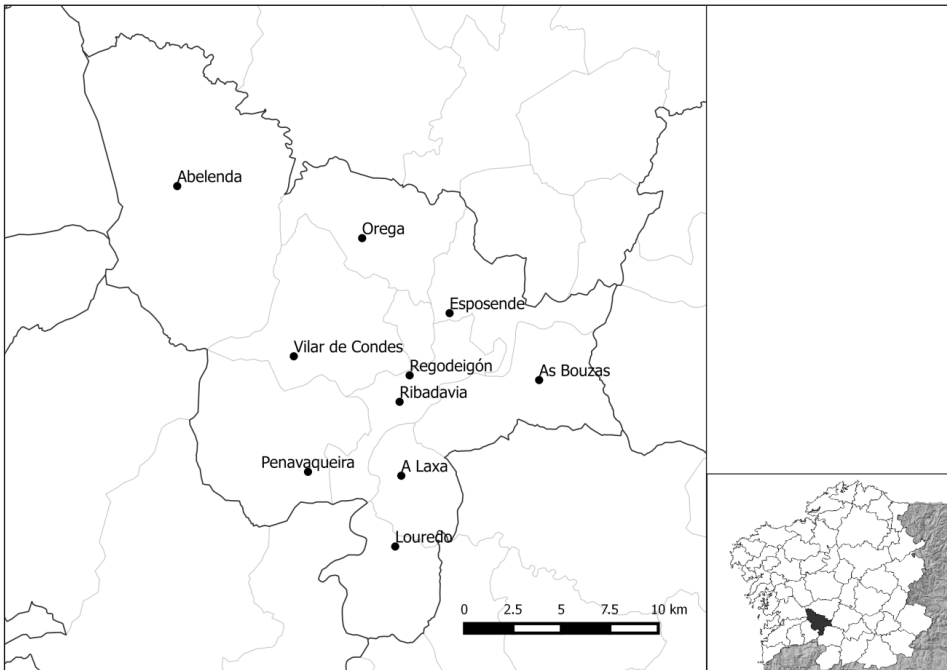 Abelenda
Orega
Esposende
Vilar de Condes
Regodeigón
As Bouzas
Ribadavia
Penavaqueira
A Laxa
Louredo
0 2.5 5 7.5 10 km